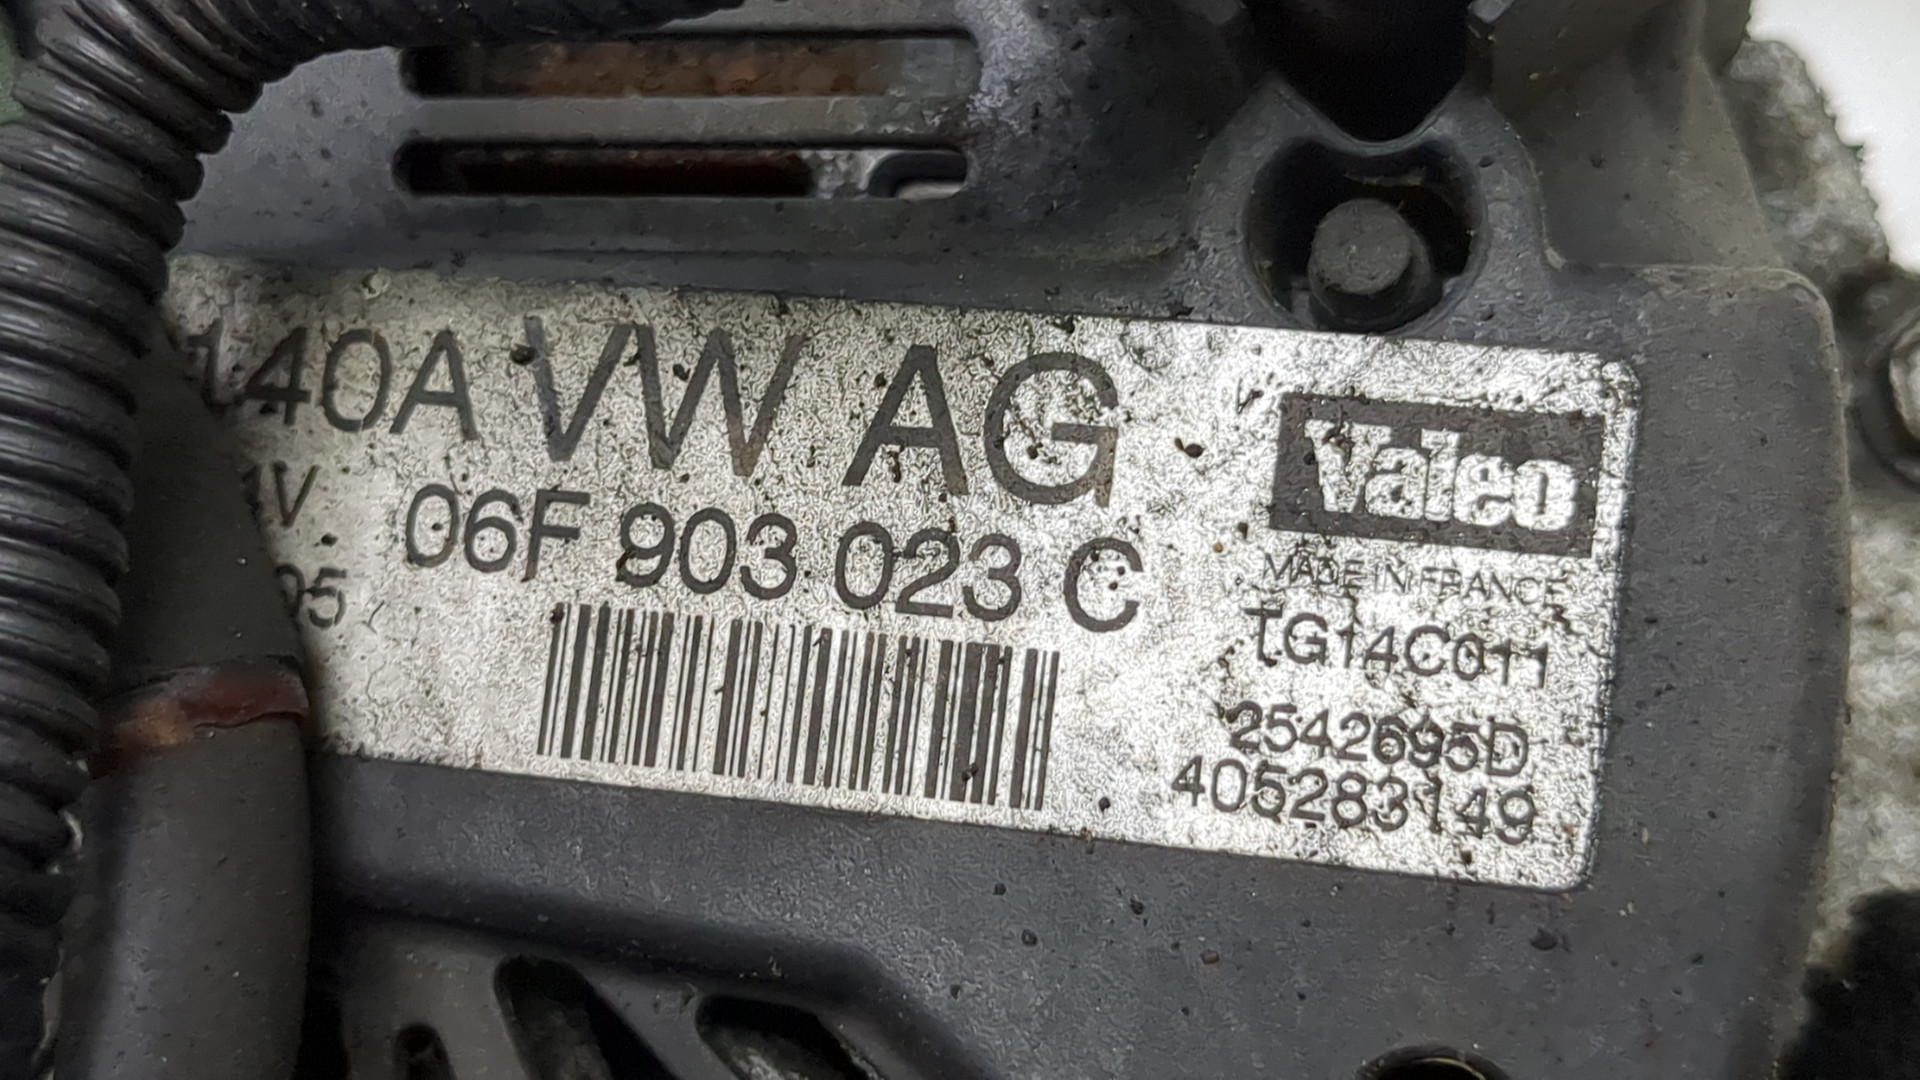 140A VW AG
Valeo
06F 903 023 C
MADE IN FRANCE
TG14C011
2542695D
405283149